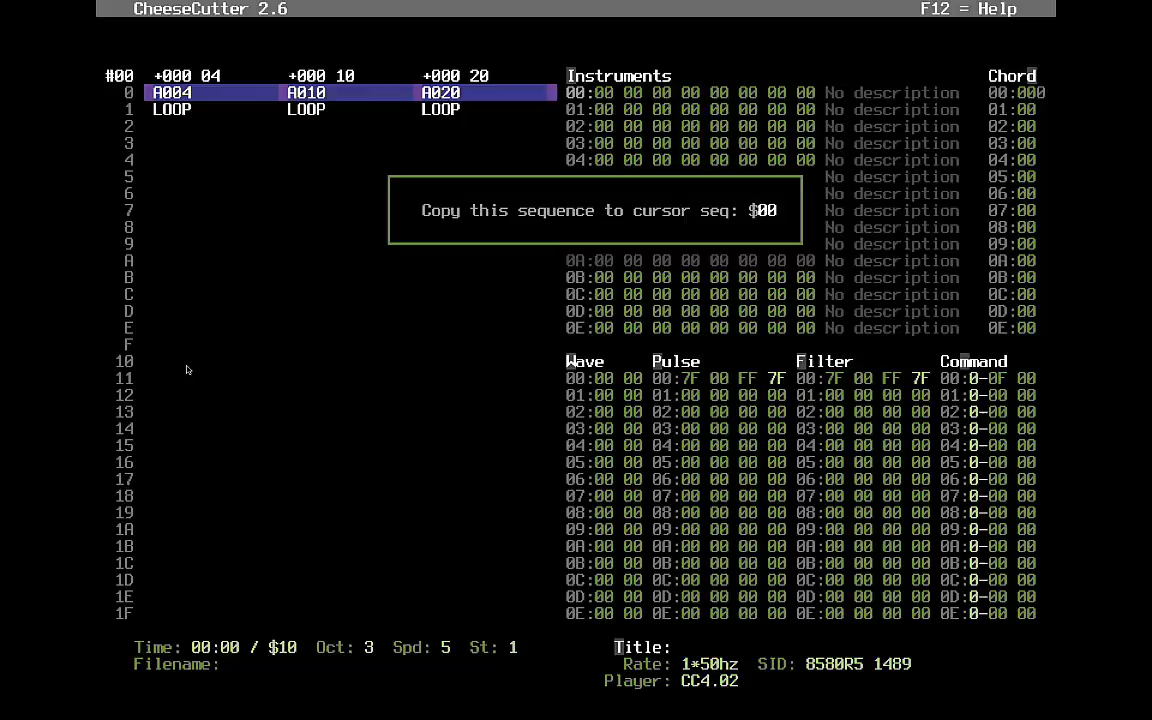 CheeseCutter 2.6 F12 = Help
#00 +000 04 +000 10 +000 20 Instruments Chord
0 A004 A010 A020 00:00 00 00 00 00 00 00 00 No description 00:000
1 LOOP LOOP LOOP 01:00 00 00 00 00 00 00 00 No description 01:00
2 02:00 00 00 00 00 00 00 00 No description 02:00
3 03:00 00 00 00 00 00 00 00 No description 03:00
4 04:00 00 00 00 00 00 00 00 No description 04:00
5 No description 05:00
6 No description 06:00
7 Copy this sequence to cursor seq: $00 No description 07:00
8 No description 08:00
9 No description 09:00
A 0A:00 00 00 00 00 00 00 00 No description 0A:00
B 0B:00 00 00 00 00 00 00 00 No description 0B:00
C 0C:00 00 00 00 00 00 00 00 No description 0C:00
D 0D:00 00 00 00 00 00 00 00 No description 0D:00
E 0E:00 00 00 00 00 00 00 00 No description 0E:00
F
10 Wave Pulse Filter Command
11 00:00 00 00:7F 00 FF 7F 00:7F 00 FF 7F 00:0-0F 00
12 01:00 00 01:00 00 00 00 01:00 00 00 00 01:0-00 00
13 02:00 00 02:00 00 00 00 02:00 00 00 00 02:0-00 00
14 03:00 00 03:00 00 00 00 03:00 00 00 00 03:0-00 00
15 04:00 00 04:00 00 00 00 04:00 00 00 00 04:0-00 00
16 05:00 00 05:00 00 00 00 05:00 00 00 00 05:0-00 00
17 06:00 00 06:00 00 00 00 06:00 00 00 00 06:0-00 00
18 07:00 00 07:00 00 00 00 07:00 00 00 00 07:0-00 00
19 08:00 00 08:00 00 00 00 08:00 00 00 00 08:0-00 00
1A 09:00 00 09:00 00 00 00 09:00 00 00 00 09:0-00 00
1B 0A:00 00 0A:00 00 00 00 0A:00 00 00 00 0A:0-00 00
1C 0B:00 00 0B:00 00 00 00 0B:00 00 00 00 0B:0-00 00
1D 0C:00 00 0C:00 00 00 00 0C:00 00 00 00 0C:0-00 00
1E 0D:00 00 0D:00 00 00 00 0D:00 00 00 00 0D:0-00 00
1F 0E:00 00 0E:00 00 00 00 0E:00 00 00 00 0E:0-00 00
Time: 00:00 / $10 Oct: 3 Spd: 5 St: 1 Title:
Filename: Rate: 1*50hz SID: 8580R5 1489
Player: CC4.02